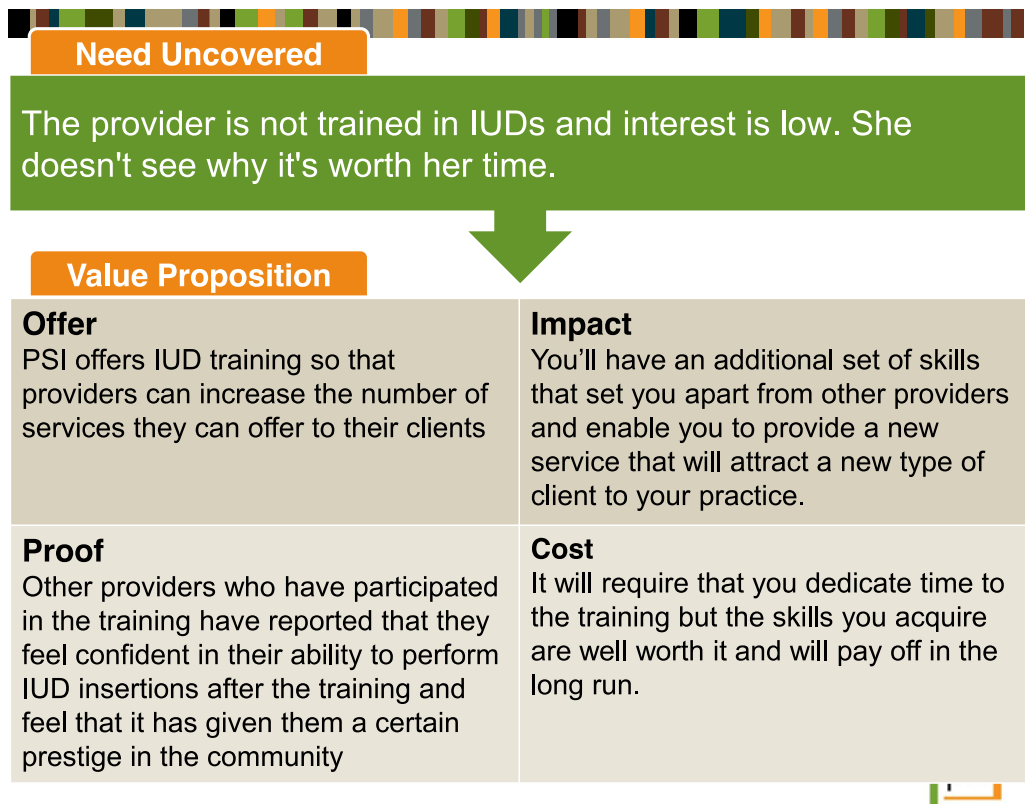 Need Uncovered
The provider is not trained in IUDs and interest is low. She
doesn't see why it's worth her time.
Value Proposition
Offer
PSI offers IUD training so that
providers can increase the number of
services they can offer to their clients
Impact
You’ll have an additional set of skills
that set you apart from other providers
and enable you to provide a new
service that will attract a new type of
client to your practice.
Proof
Other providers who have participated
in the training have reported that they
feel confident in their ability to perform
IUD insertions after the training and
feel that it has given them a certain
prestige in the community
Cost
It will require that you dedicate time to
the training but the skills you acquire
are well worth it and will pay off in the
long run.